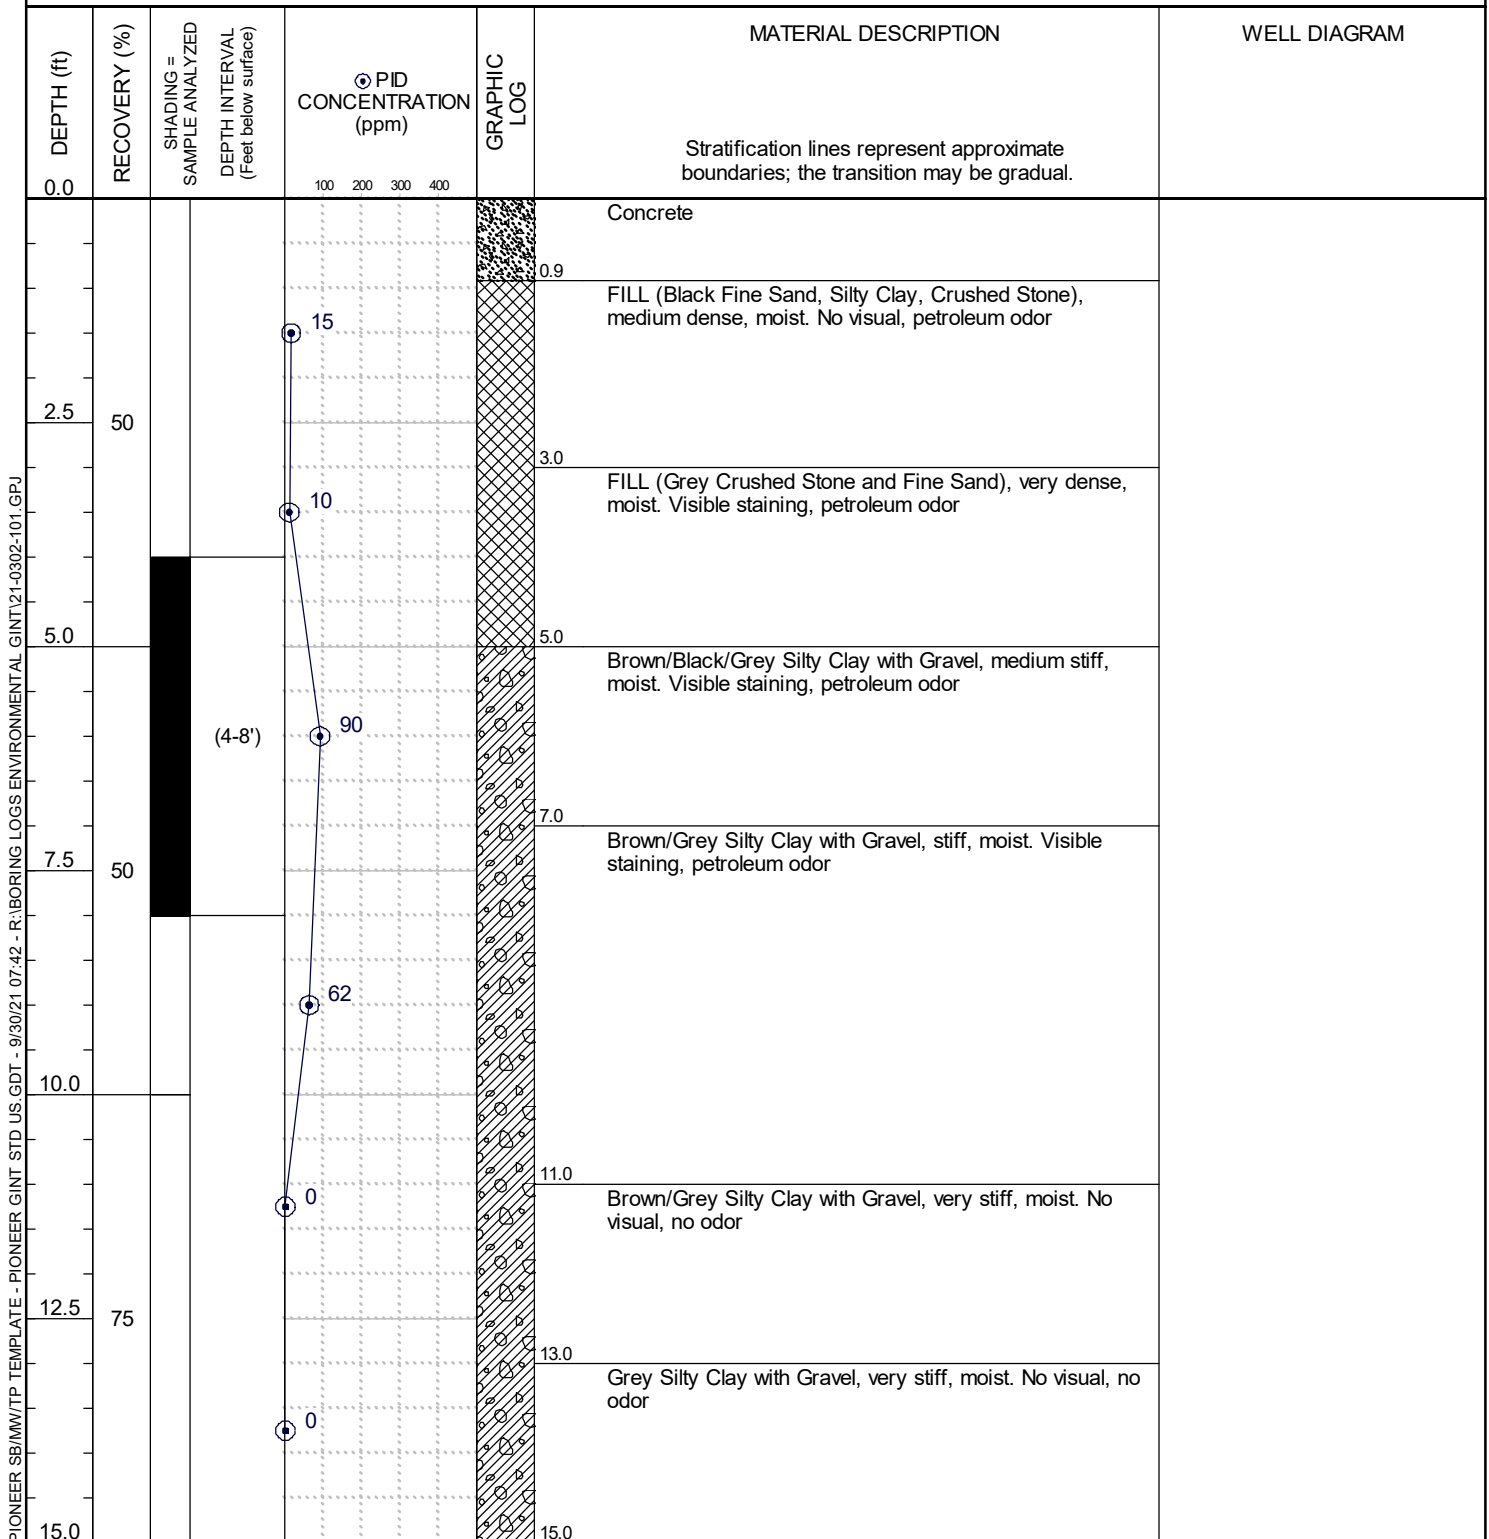 DEPTH (ft)
RECOVERY (%)
SHADING =
SAMPLE ANALYZED
DEPTH INTERVAL
(Feet below surface)
PID
CONCENTRATION
(ppm)
GRAPHIC
LOG
MATERIAL DESCRIPTION
Stratification lines represent approximate
boundaries; the transition may be gradual.
WELL DIAGRAM
0.0
100 200 300 400
Concrete
0.9
FILL (Black Fine Sand, Silty Clay, Crushed Stone),
medium dense, moist. No visual, petroleum odor
15
2.5
50
3.0
FILL (Grey Crushed Stone and Fine Sand), very dense,
moist. Visible staining, petroleum odor
10
5.0
5.0
Brown/Black/Grey Silty Clay with Gravel, medium stiff,
moist. Visible staining, petroleum odor
(4-8')
90
7.0
Brown/Grey Silty Clay with Gravel, stiff, moist. Visible
staining, petroleum odor
7.5
50
62
10.0
11.0
Brown/Grey Silty Clay with Gravel, very stiff, moist. No
visual, no odor
0
12.5
75
13.0
Grey Silty Clay with Gravel, very stiff, moist. No visual, no
odor
0
15.0
15.0
PIONEER SB/MW/TP TEMPLATE - PIONEER GINT STD US.GDT - 9/30/21 07:42 - R:\BORING LOGS ENVIRONMENTAL GINT\21-0302-101.GPJ